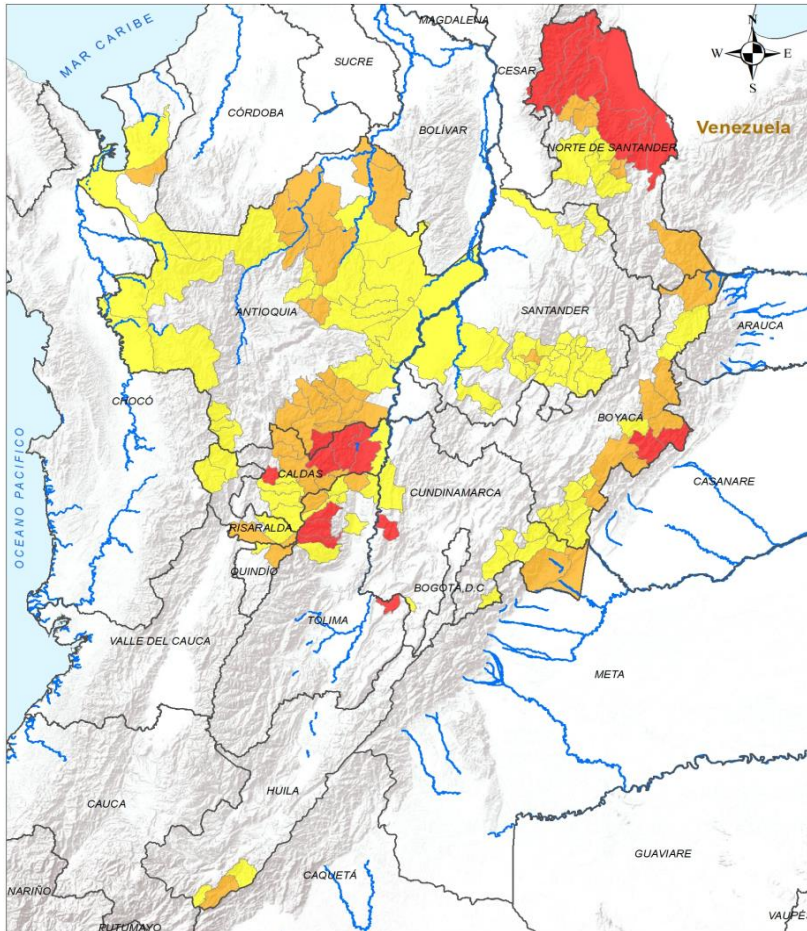 MAGDALENA
N
W E
S
MAR CARIBE
SUCRE
CESAR
CÓRDOBA
BOLÍVAR
Venezuela
NORTE DE SANTANDER
ANTIOQUIA
SANTANDER
ARAUCA
CHOCÓ
BOYACÁ
OCEANO PACIFICO
CALDAS
CUNDINAMARCA
CASANARE
RISARALDA
QUINDÍO
BOGOTÁ,D.C
TOLIMA
VALLE DEL CAUCA
META
HUILA
CAUCA
GUAVIARE
CAQUETÁ
NARIÑO
PUTUMAYO
VAUPÉS